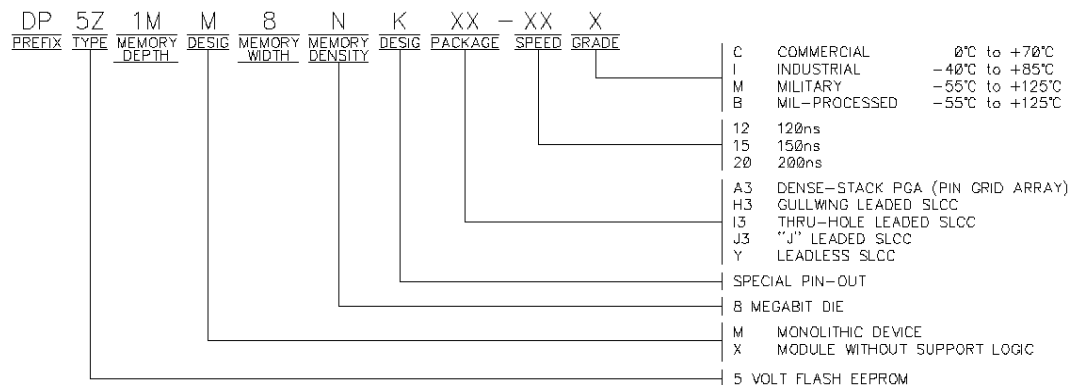 DP 5Z 1M M 8 N K XX – XX X
PREFIX TYPE MEMORY DEPTH DESIG MEMORY WIDTH MEMORY DENSITY DESIG PACKAGE SPEED GRADE
C COMMERCIAL 0°C to +70°C
I INDUSTRIAL -40°C to +85°C
M MILITARY -55°C to +125°C
B MIL-PROCESSED -55°C to +125°C
12 120ns
15 150ns
20 200ns
A3 DENSE-STACK PGA (PIN GRID ARRAY)
H3 GULLWING LEADED SLCC
I3 THRU-HOLE LEADED SLCC
J3 "J" LEADED SLCC
Y LEADLESS SLCC
SPECIAL PIN-OUT
8 MEGABIT DIE
M MONOLITHIC DEVICE
X MODULE WITHOUT SUPPORT LOGIC
5 VOLT FLASH EEPROM